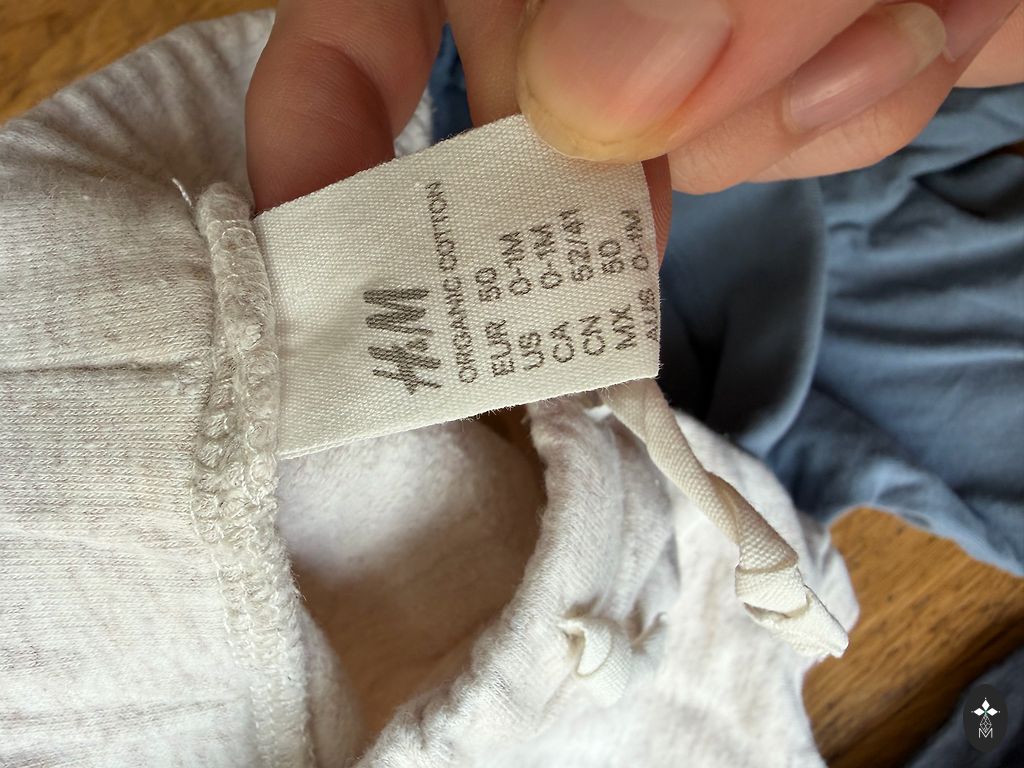 H&M
ORGANIC COTTON
EUR 50
US 0-1M
CA 0-1M
CN 52/41
MX 50
AUS 0-1M
M